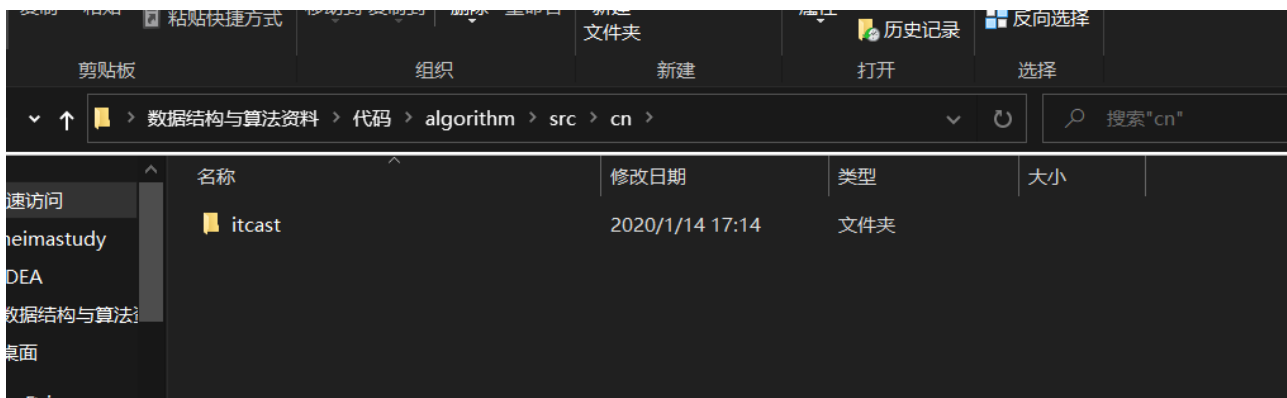 粘贴快捷方式
文件夹
历史记录
反向选择
剪贴板
组织
新建
打开
选择
数据结构与算法资料 > 代码 > algorithm > src > cn >
搜索"cn"
名称
修改日期
类型
大小
速访问
itcast
2020/1/14 17:14
文件夹
heimastudy
DEA
数据结构与算法
桌面